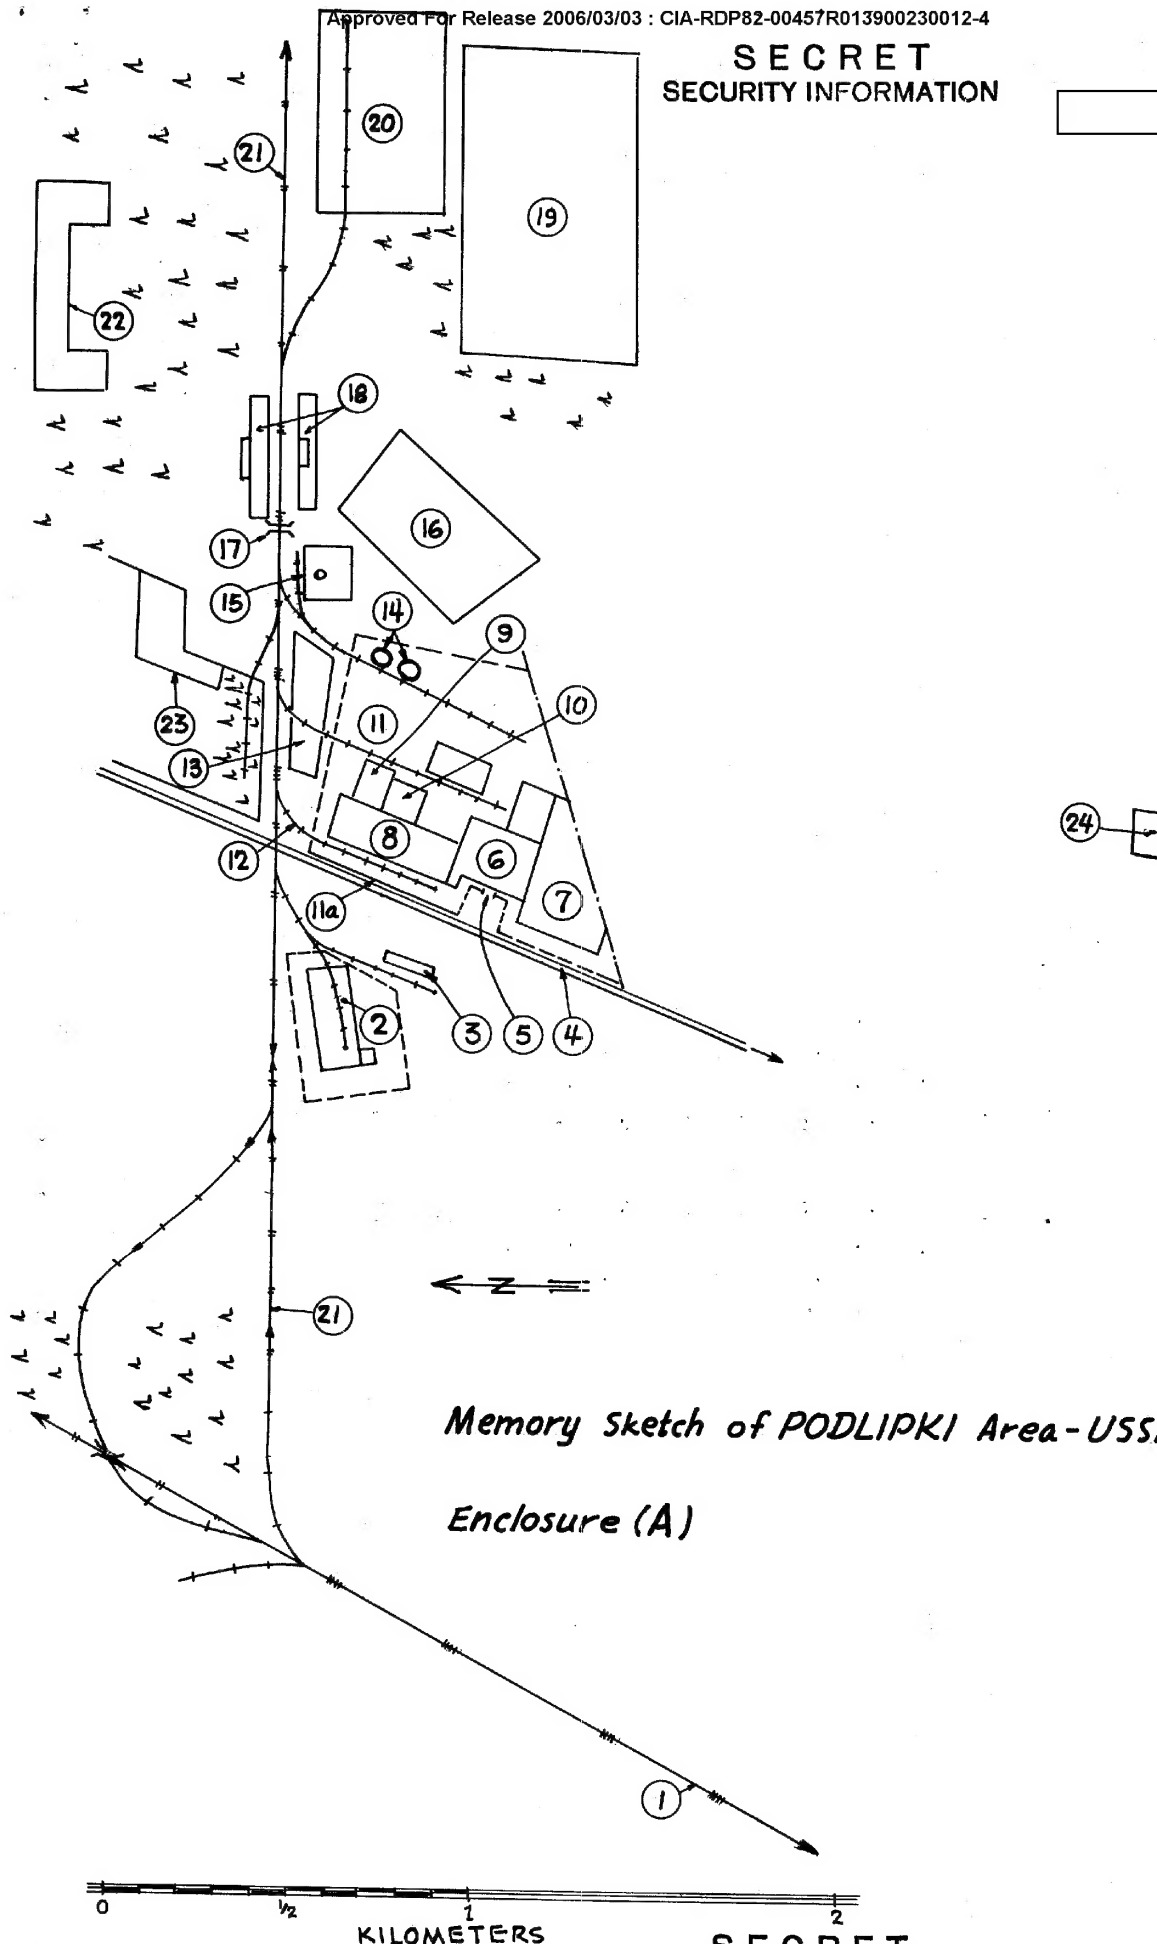 Approved For Release 2006/03/03 : CIA-RDP82-00457R013900230012-4
SECRET
SECURITY INFORMATION
20
21
19
22
18
16
17
15
14
9
10
11
23
13
24
8
12
6
7
11a
2
3
5
4
N
21
Memory Sketch of PODLIPKI Area-USS
Enclosure (A)
1
0 1/2 1 2
KILOMETERS
SECRET